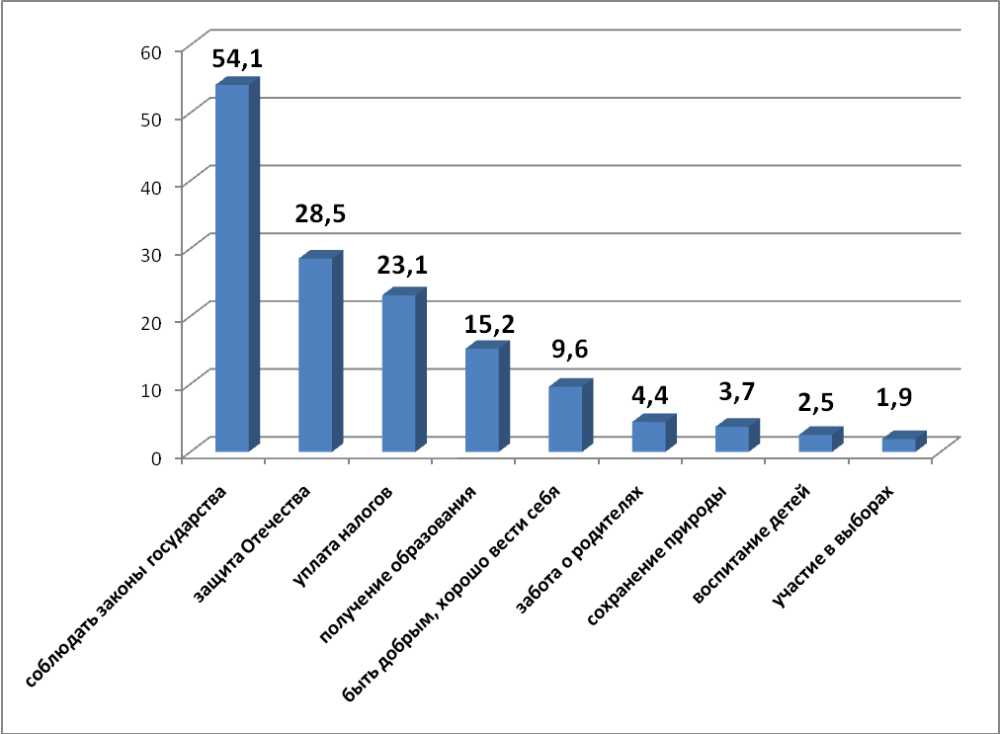 60
50
40
30
20
10
0
54,1
28,5
23,1
15,2
9,6
4,4
3,7
2,5
1,9
соблюдать законы государства
защита Отечества
уплата налогов
получение образования
быть добрым, хорошо вести себя
забота о родителях
сохранение природы
воспитание детей
участие в выборах